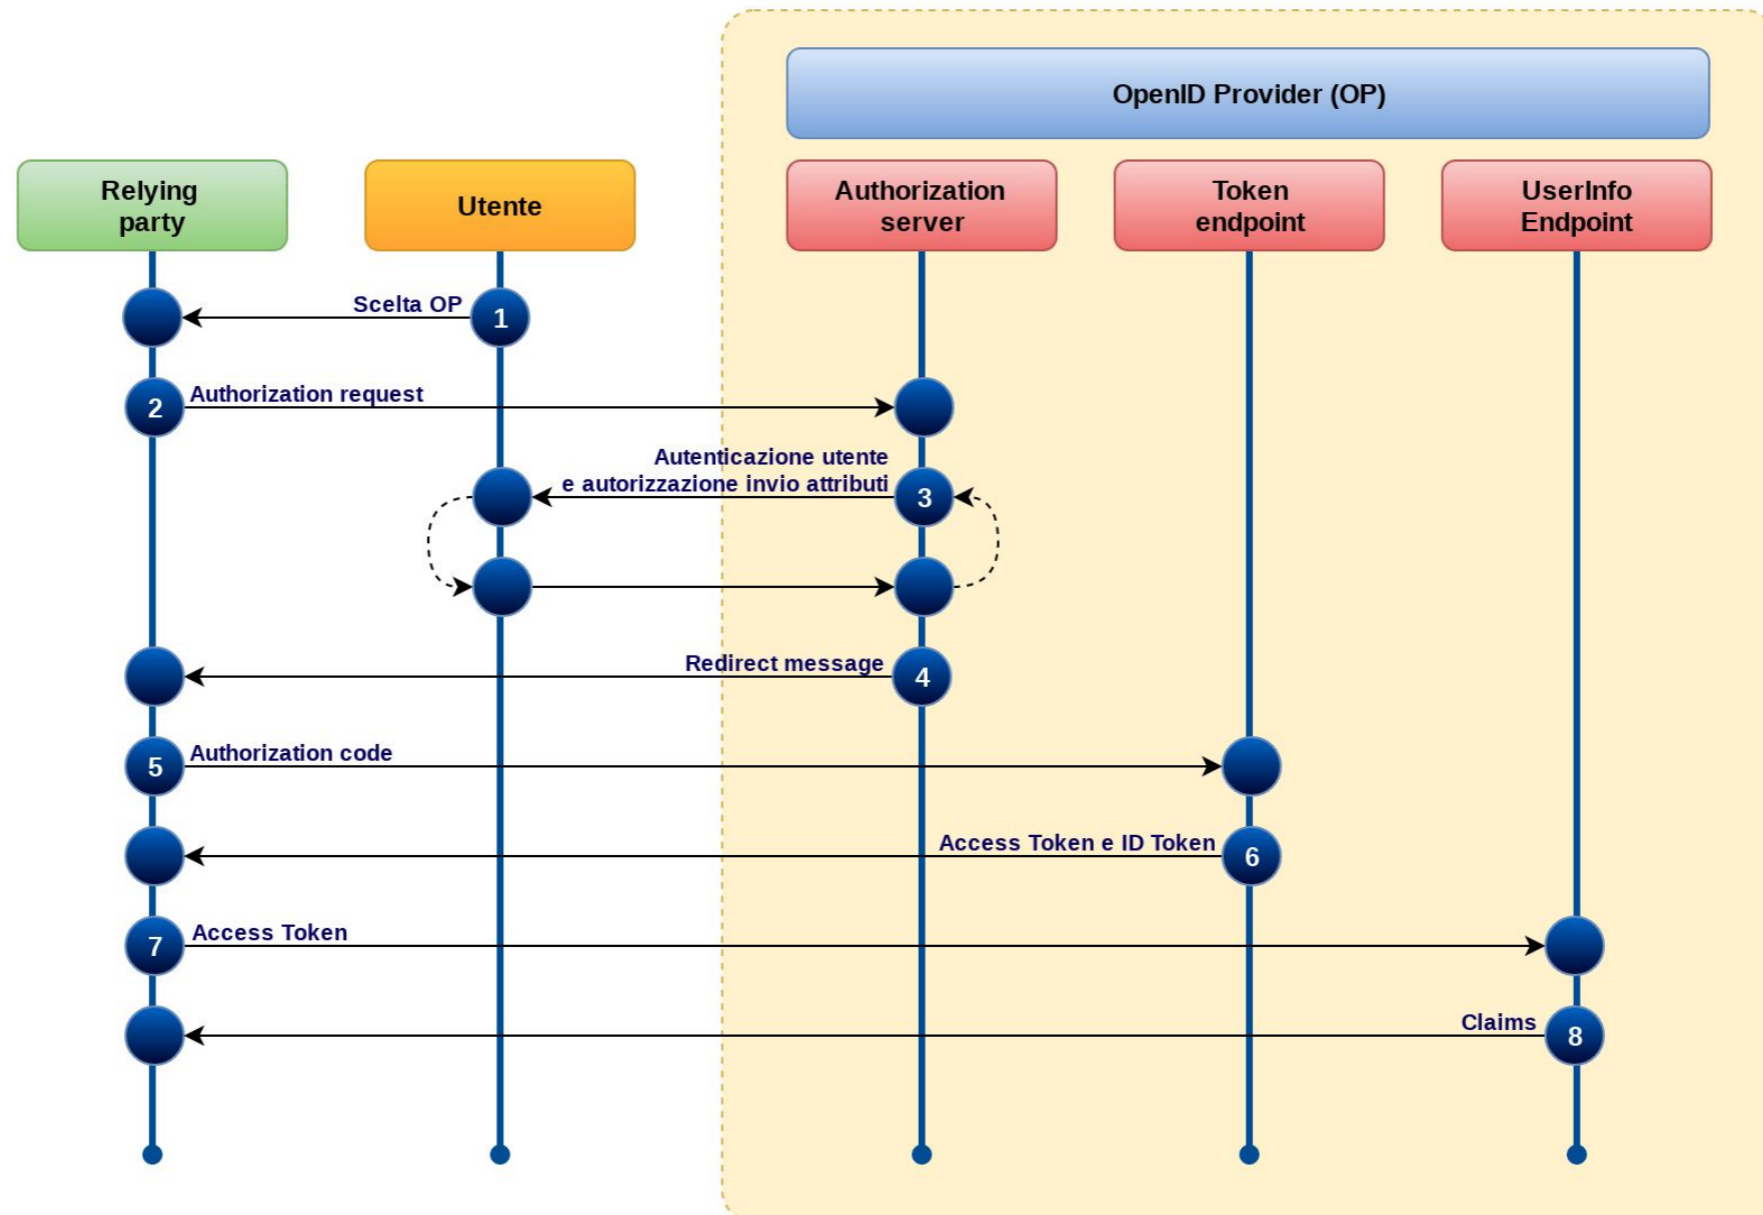 OpenID Provider (OP)
Relying
party
Utente
Authorization
server
Token
endpoint
UserInfo
Endpoint
Scelta OP
1
2
Authorization request
Autenticazione utente
e autorizzazione invio attributi
3
Redirect message
4
5
Authorization code
Access Token e ID Token
6
7
Access Token
Claims
8